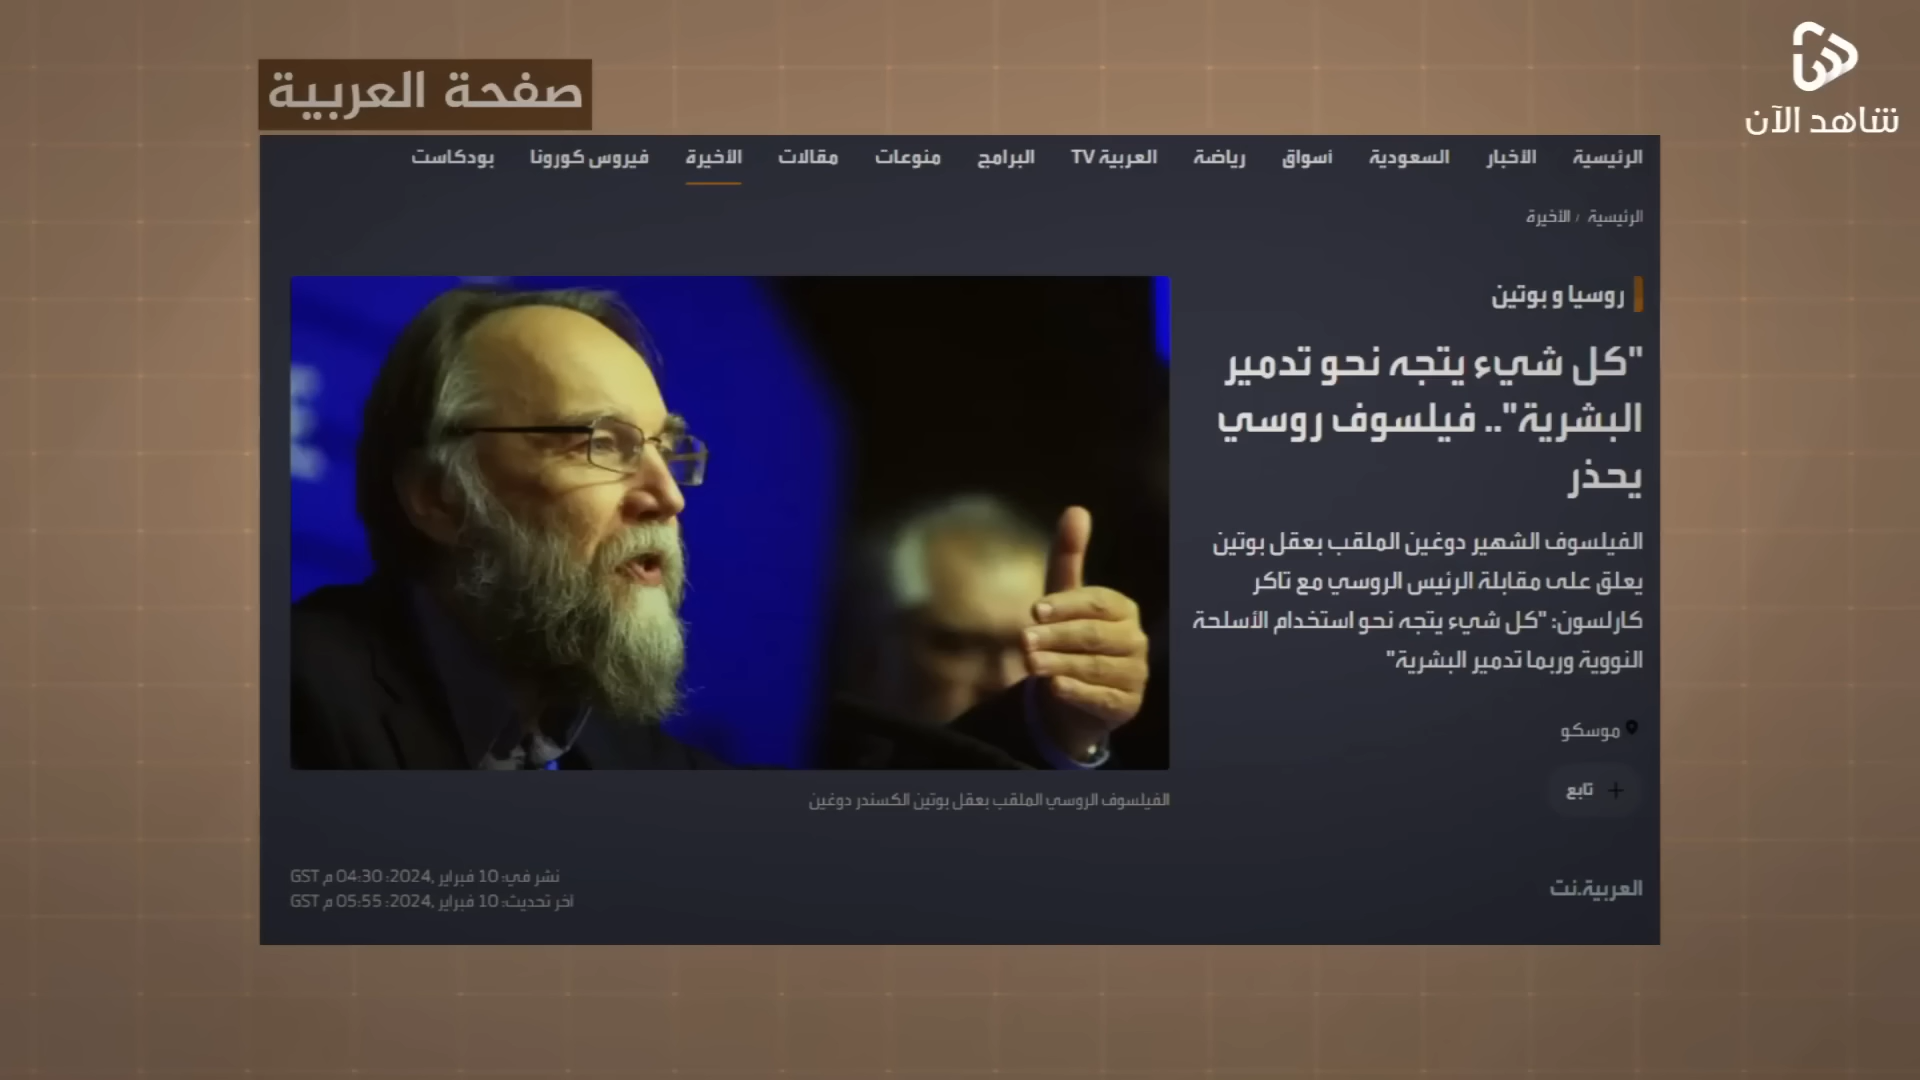 شاهد الآن
صفحة العربية
الرئيسية الأخبار السعودية أسواق رياضة العربية TV البرامج منوعات مقالات الأخيرة فيروس كورونا بودكاست
الرئيسية / الأخيرة
روسيا و بوتين
"كل شيء يتجه نحو تدمير
البشرية".. فيلسوف روسي
يحذر
الفيلسوف الشهير دوغين الملقب بعقل بوتين
يعلق على مقابلة الرئيس الروسي مع تاكر
كارلسون: "كل شيء يتجه نحو استخدام الأسلحة
النووية وربما تدمير البشرية"
موسكو
تابع
الفيلسوف الروسي الملقب بعقل بوتين الكسندر دوغين
العربية.نت
نشر في: 10 فبراير ,2024: 04:30 م GST
اخر تحديث: 10 فبراير ,2024: 05:55 م GST